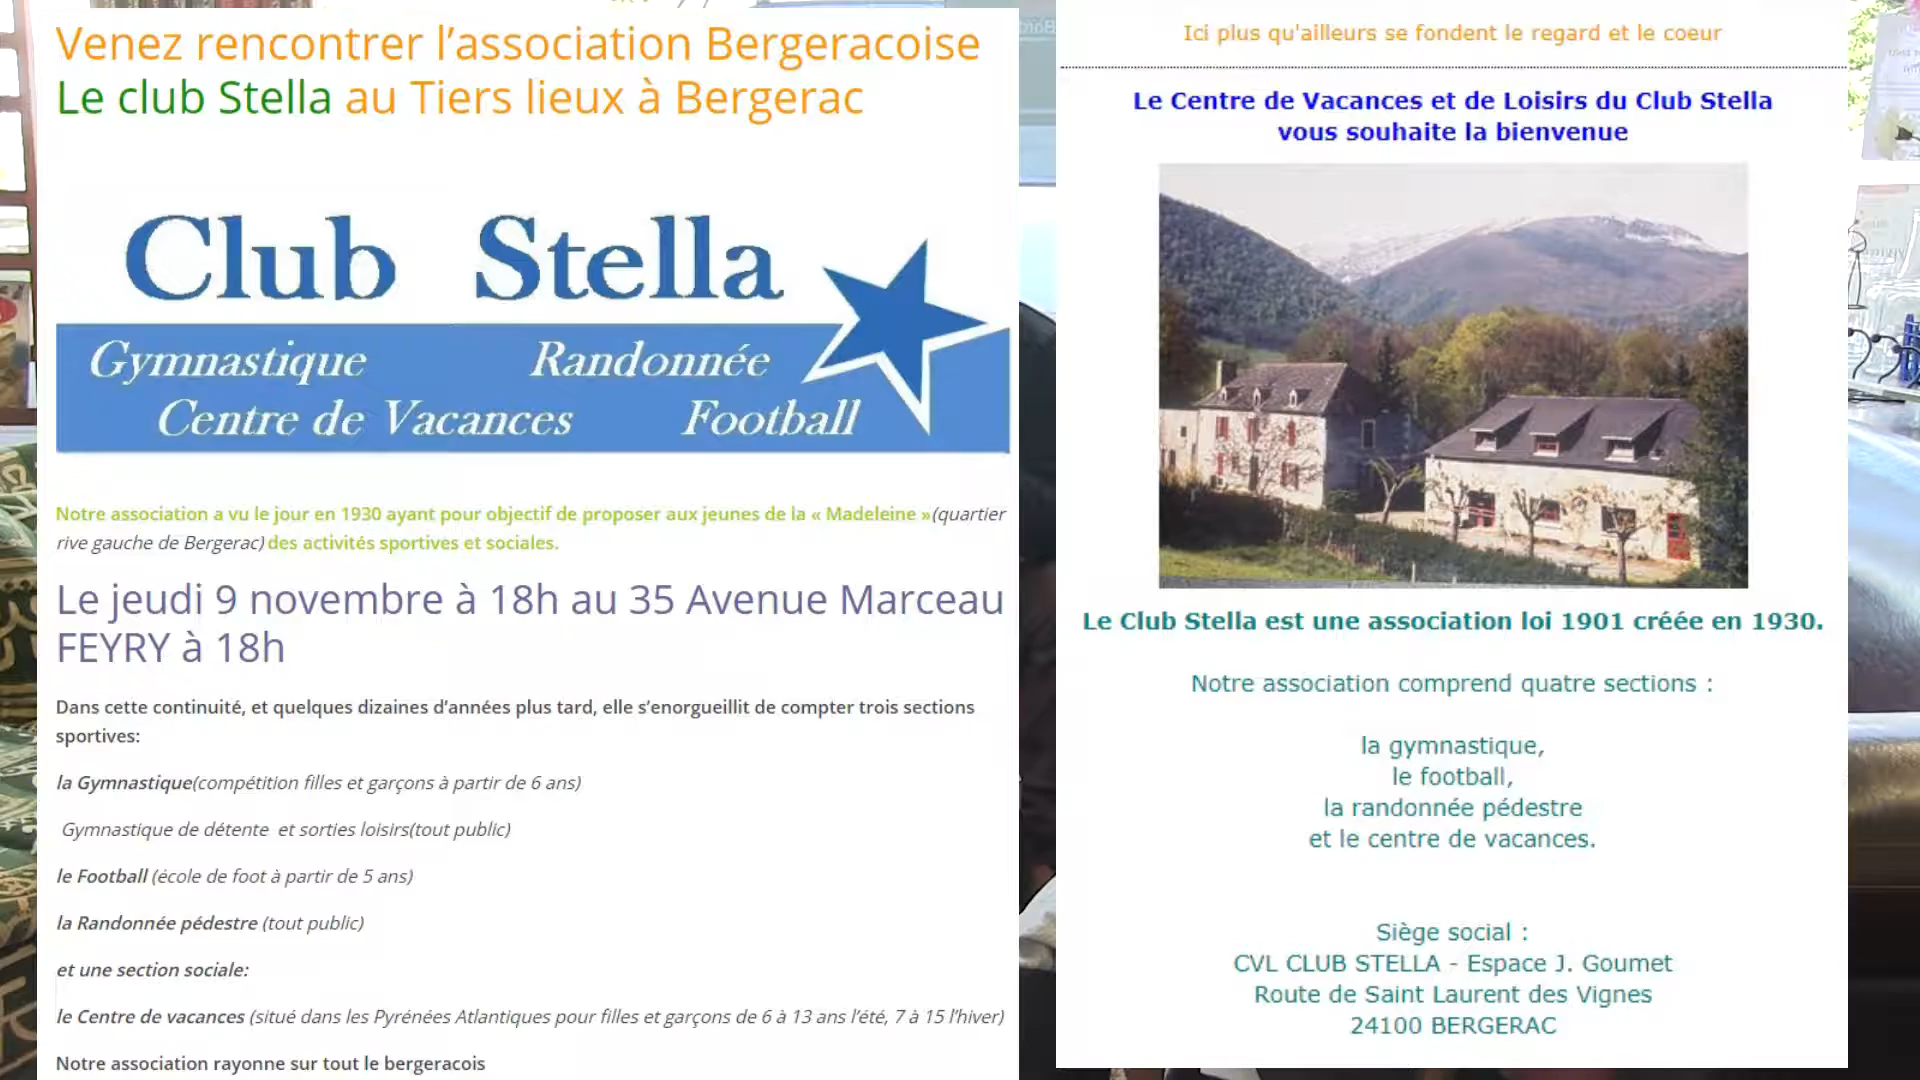 Venez rencontrer l’association Bergeracoise
Le club Stella au Tiers lieux à Bergerac
Club Stella
Gymnastique Randonnée
Centre de Vacances Football
Notre association a vu le jour en 1930 ayant pour objectif de proposer aux jeunes de la « Madeleine »(quartier
rive gauche de Bergerac) des activités sportives et sociales.
Le jeudi 9 novembre à 18h au 35 Avenue Marceau
FEYRY à 18h
Dans cette continuité, et quelques dizaines d’années plus tard, elle s’enorgueillit de compter trois sections
sportives:
la Gymnastique(compétition filles et garçons à partir de 6 ans)
Gymnastique de détente et sorties loisirs(tout public)
le Football (école de foot à partir de 5 ans)
la Randonnée pédestre (tout public)
et une section sociale:
le Centre de vacances (situé dans les Pyrénées Atlantiques pour filles et garçons de 6 à 13 ans l’été, 7 à 15 l’hiver)
Notre association rayonne sur tout le bergeracois
Ici plus qu'ailleurs se fondent le regard et le coeur
Le Centre de Vacances et de Loisirs du Club Stella
vous souhaite la bienvenue
Le Club Stella est une association loi 1901 créée en 1930.
Notre association comprend quatre sections :
la gymnastique,
le football,
la randonnée pédestre
et le centre de vacances.
Siège social :
CVL CLUB STELLA - Espace J. Goumet
Route de Saint Laurent des Vignes
24100 BERGERAC